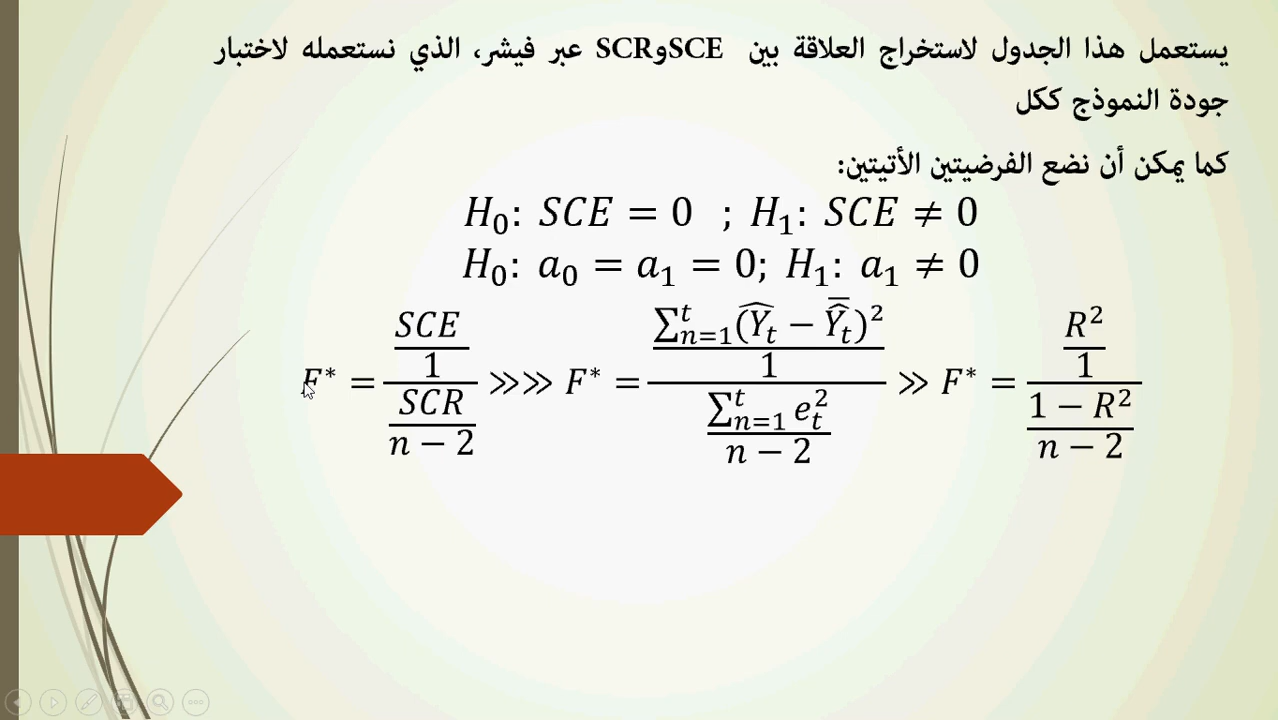 يستعمل هذا الجدول لاستخراج العلاقة بين SCEوSCR عبر فيشر، الذي نستعمله لاختبار
جودة النموذج ككل
كما يمكن أن نضع الفرضيتين الأتيتين:
H₀: SCE = 0 ; H₁: SCE ≠ 0
H₀: a₀ = a₁ = 0; H₁: a₁ ≠ 0
F* = (SCE/1)/(SCR/(n − 2)) ⋙ F* = (∑ₙ₌₁ᵗ(Ŷₜ − Ŷ̿ₜ)²/1)/(∑ₙ₌₁ᵗ eₜ²/(n − 2)) ≫ F* = (R²/1)/((1 − R²)/(n − 2))